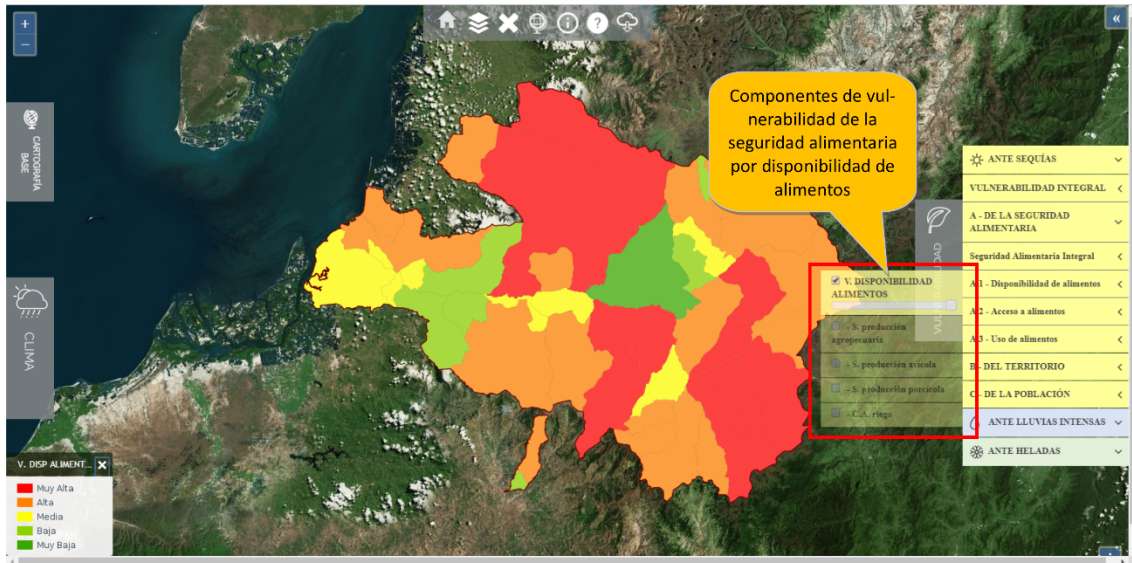 +
−
i
?
«
CARTOGRAFÍA
BASE
CLIMA
Componentes de vul-
nerabilidad de la
seguridad alimentaria
por disponibilidad de
alimentos
ANTE SEQUÍAS
VULNERABILIDAD INTEGRAL
A - DE LA SEGURIDAD
ALIMENTARIA
Seguridad Alimentaria Integral
A 1 - Disponibilidad de alimentos
A 2 - Acceso a alimentos
A 3 - Uso de alimentos
B - DEL TERRITORIO
C - DE LA POBLACIÓN
ANTE LLUVIAS INTENSAS
ANTE HELADAS
V. DISPONIBILIDAD
ALIMENTOS
- S. producción
agropecuaria
- S. producción avícola
- S. producción porcícola
- C.A. riego
V. DISP ALIMENT...
Muy Alta
Alta
Media
Baja
Muy Baja